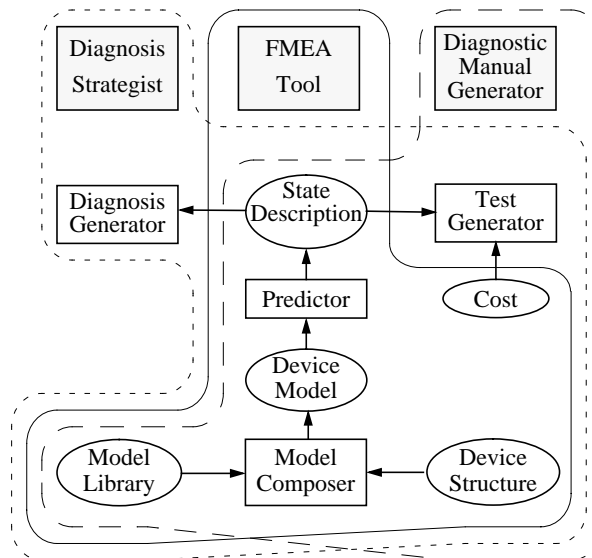 Diagnosis
Strategist
FMEA
Tool
Diagnostic
Manual
Generator
Diagnosis
Generator
State
Description
Test
Generator
Predictor
Cost
Device
Model
Model
Library
Model
Composer
Device
Structure